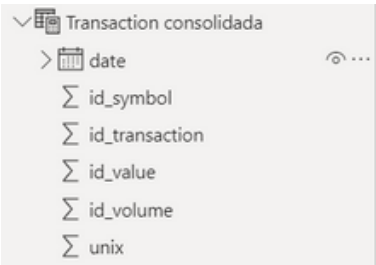 Transaction consolidada
date
id_symbol
id_transaction
id_value
id_volume
unix